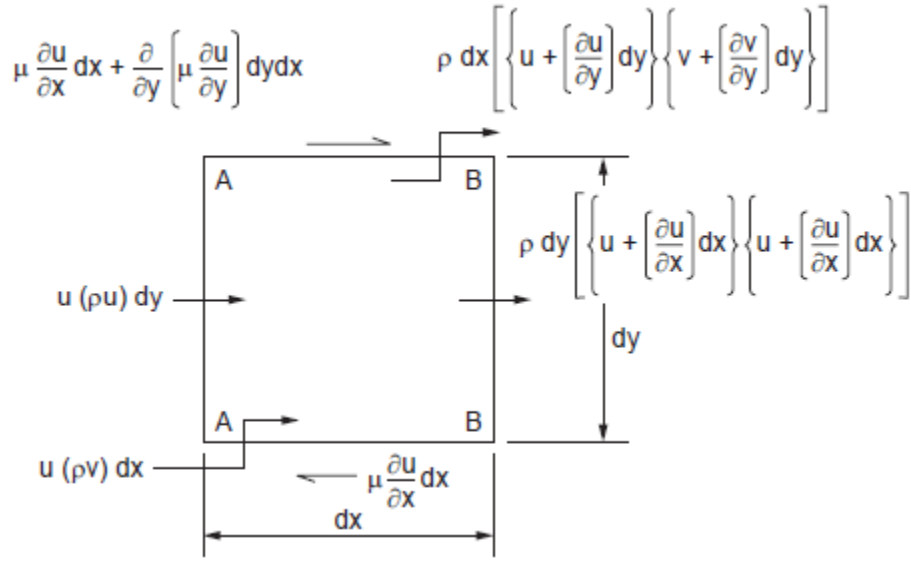 μ ∂u/∂x dx + ∂/∂y [μ ∂u/∂y] dydx
ρ dx [{u + [∂u/∂y] dy} {v + [∂v/∂y] dy}]
A
B
ρ dy [{u + [∂u/∂x] dx} {u + [∂u/∂x] dx}]
u (ρu) dy
dy
A
B
u (ρv) dx
μ ∂u/∂x dx
dx